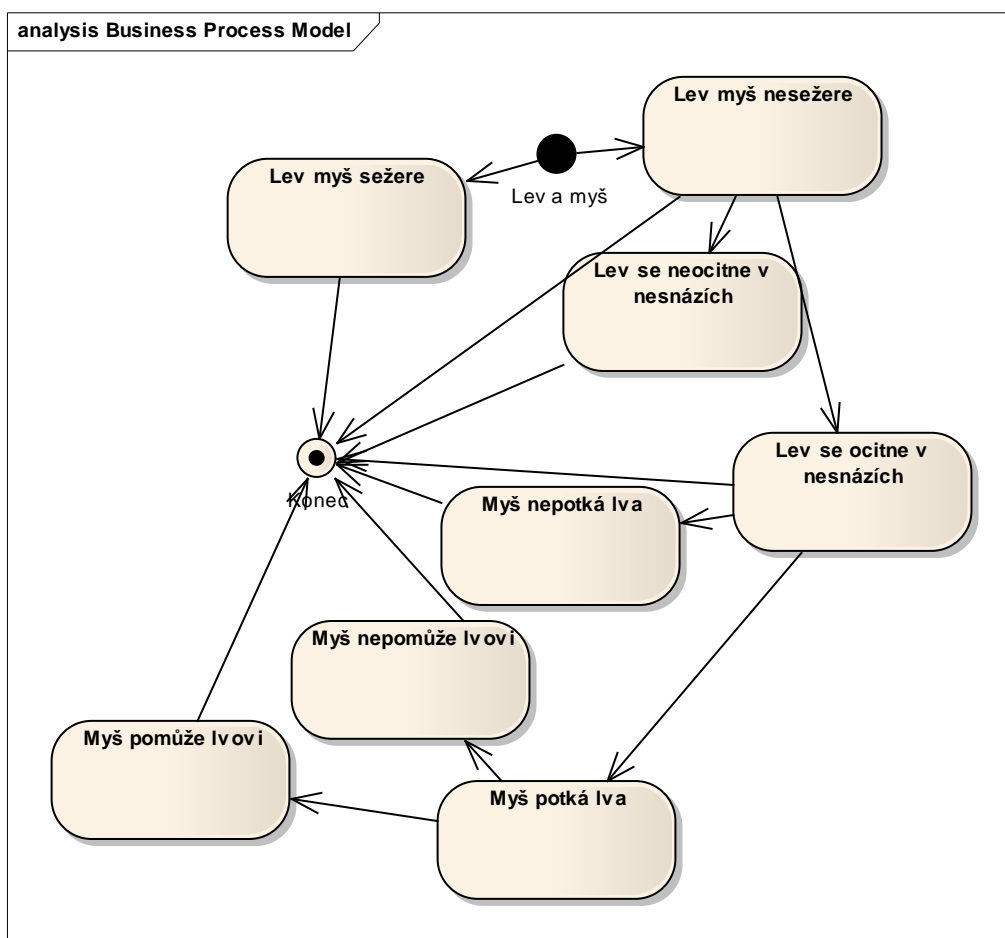 analysis Business Process Model
Lev myš nesežere
Lev myš sežere
Lev a myš
Lev se neocitne v
nesnázích
Lev se ocitne v
nesnázích
Konec
Myš nepotká lva
Myš nepomůže lvovi
Myš pomůže lvovi
Myš potká lva